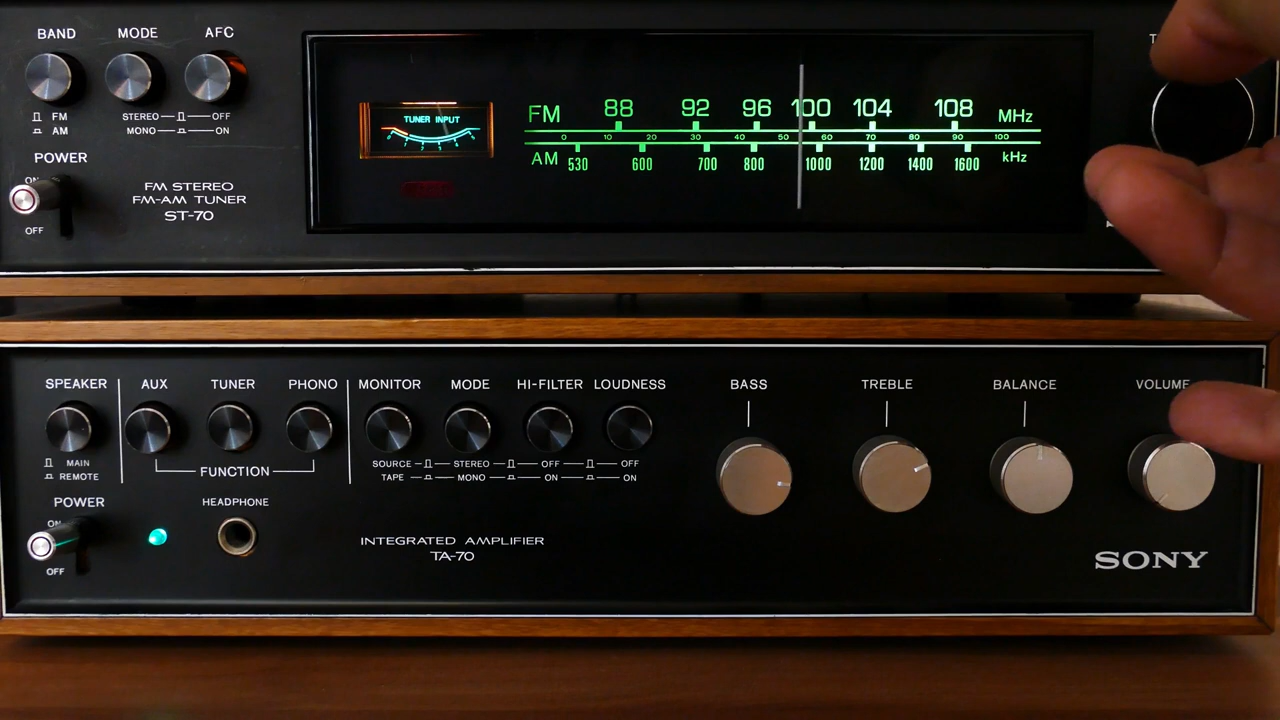 BAND MODE AFC
FM
AM
STEREO OFF
MONO ON
POWER
ON
OFF
FM STEREO
FM-AM TUNER
ST-70
TUNER INPUT
FM 88 92 96 100 104 108 MHz
0 10 20 30 40 50 60 70 80 90 100
AM 530 600 700 800 1000 1200 1400 1600 kHz
SPEAKER AUX TUNER PHONO MONITOR MODE HI-FILTER LOUDNESS BASS TREBLE BALANCE VOLUME
MAIN
REMOTE
FUNCTION
SOURCE STEREO OFF OFF
TAPE MONO ON ON
POWER
ON
OFF
HEADPHONE
INTEGRATED AMPLIFIER
TA-70
SONY